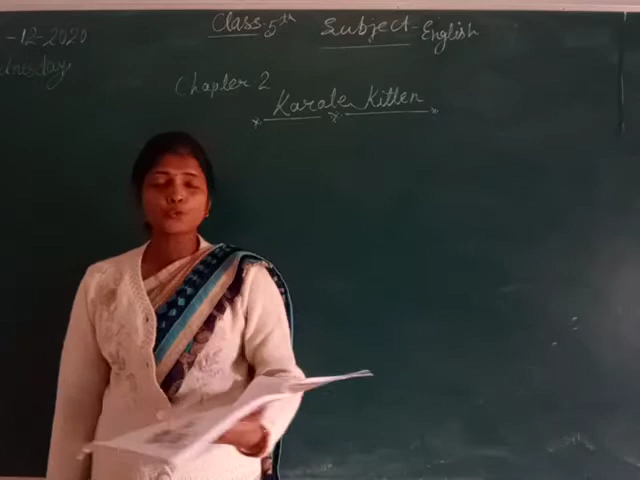 -12-2020 Class 5th Subject - English
dnesday
Chapter 2
Karate Kitten